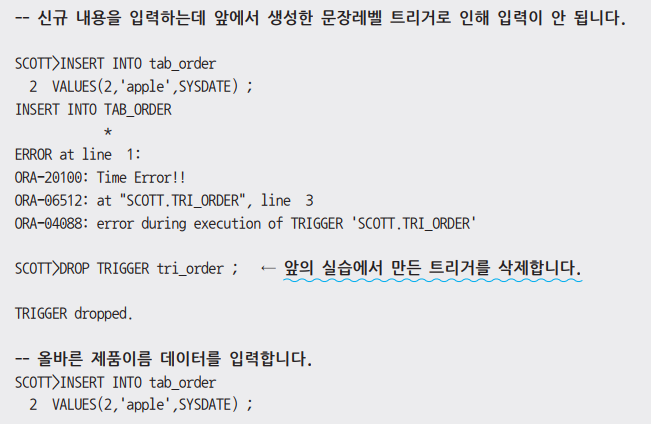 -- 신규 내용을 입력하는데 앞에서 생성한 문장레벨 트리거로 인해 입력이 안 됩니다.
SCOTT>INSERT INTO tab_order
2 VALUES(2,'apple',SYSDATE) ;
INSERT INTO TAB_ORDER
*
ERROR at line 1:
ORA-20100: Time Error!!
ORA-06512: at "SCOTT.TRI_ORDER", line 3
ORA-04088: error during execution of TRIGGER 'SCOTT.TRI_ORDER'
SCOTT>DROP TRIGGER tri_order ; ← 앞의 실습에서 만든 트리거를 삭제합니다.
TRIGGER dropped.
-- 올바른 제품이름 데이터를 입력합니다.
SCOTT>INSERT INTO tab_order
2 VALUES(2,'apple',SYSDATE) ;